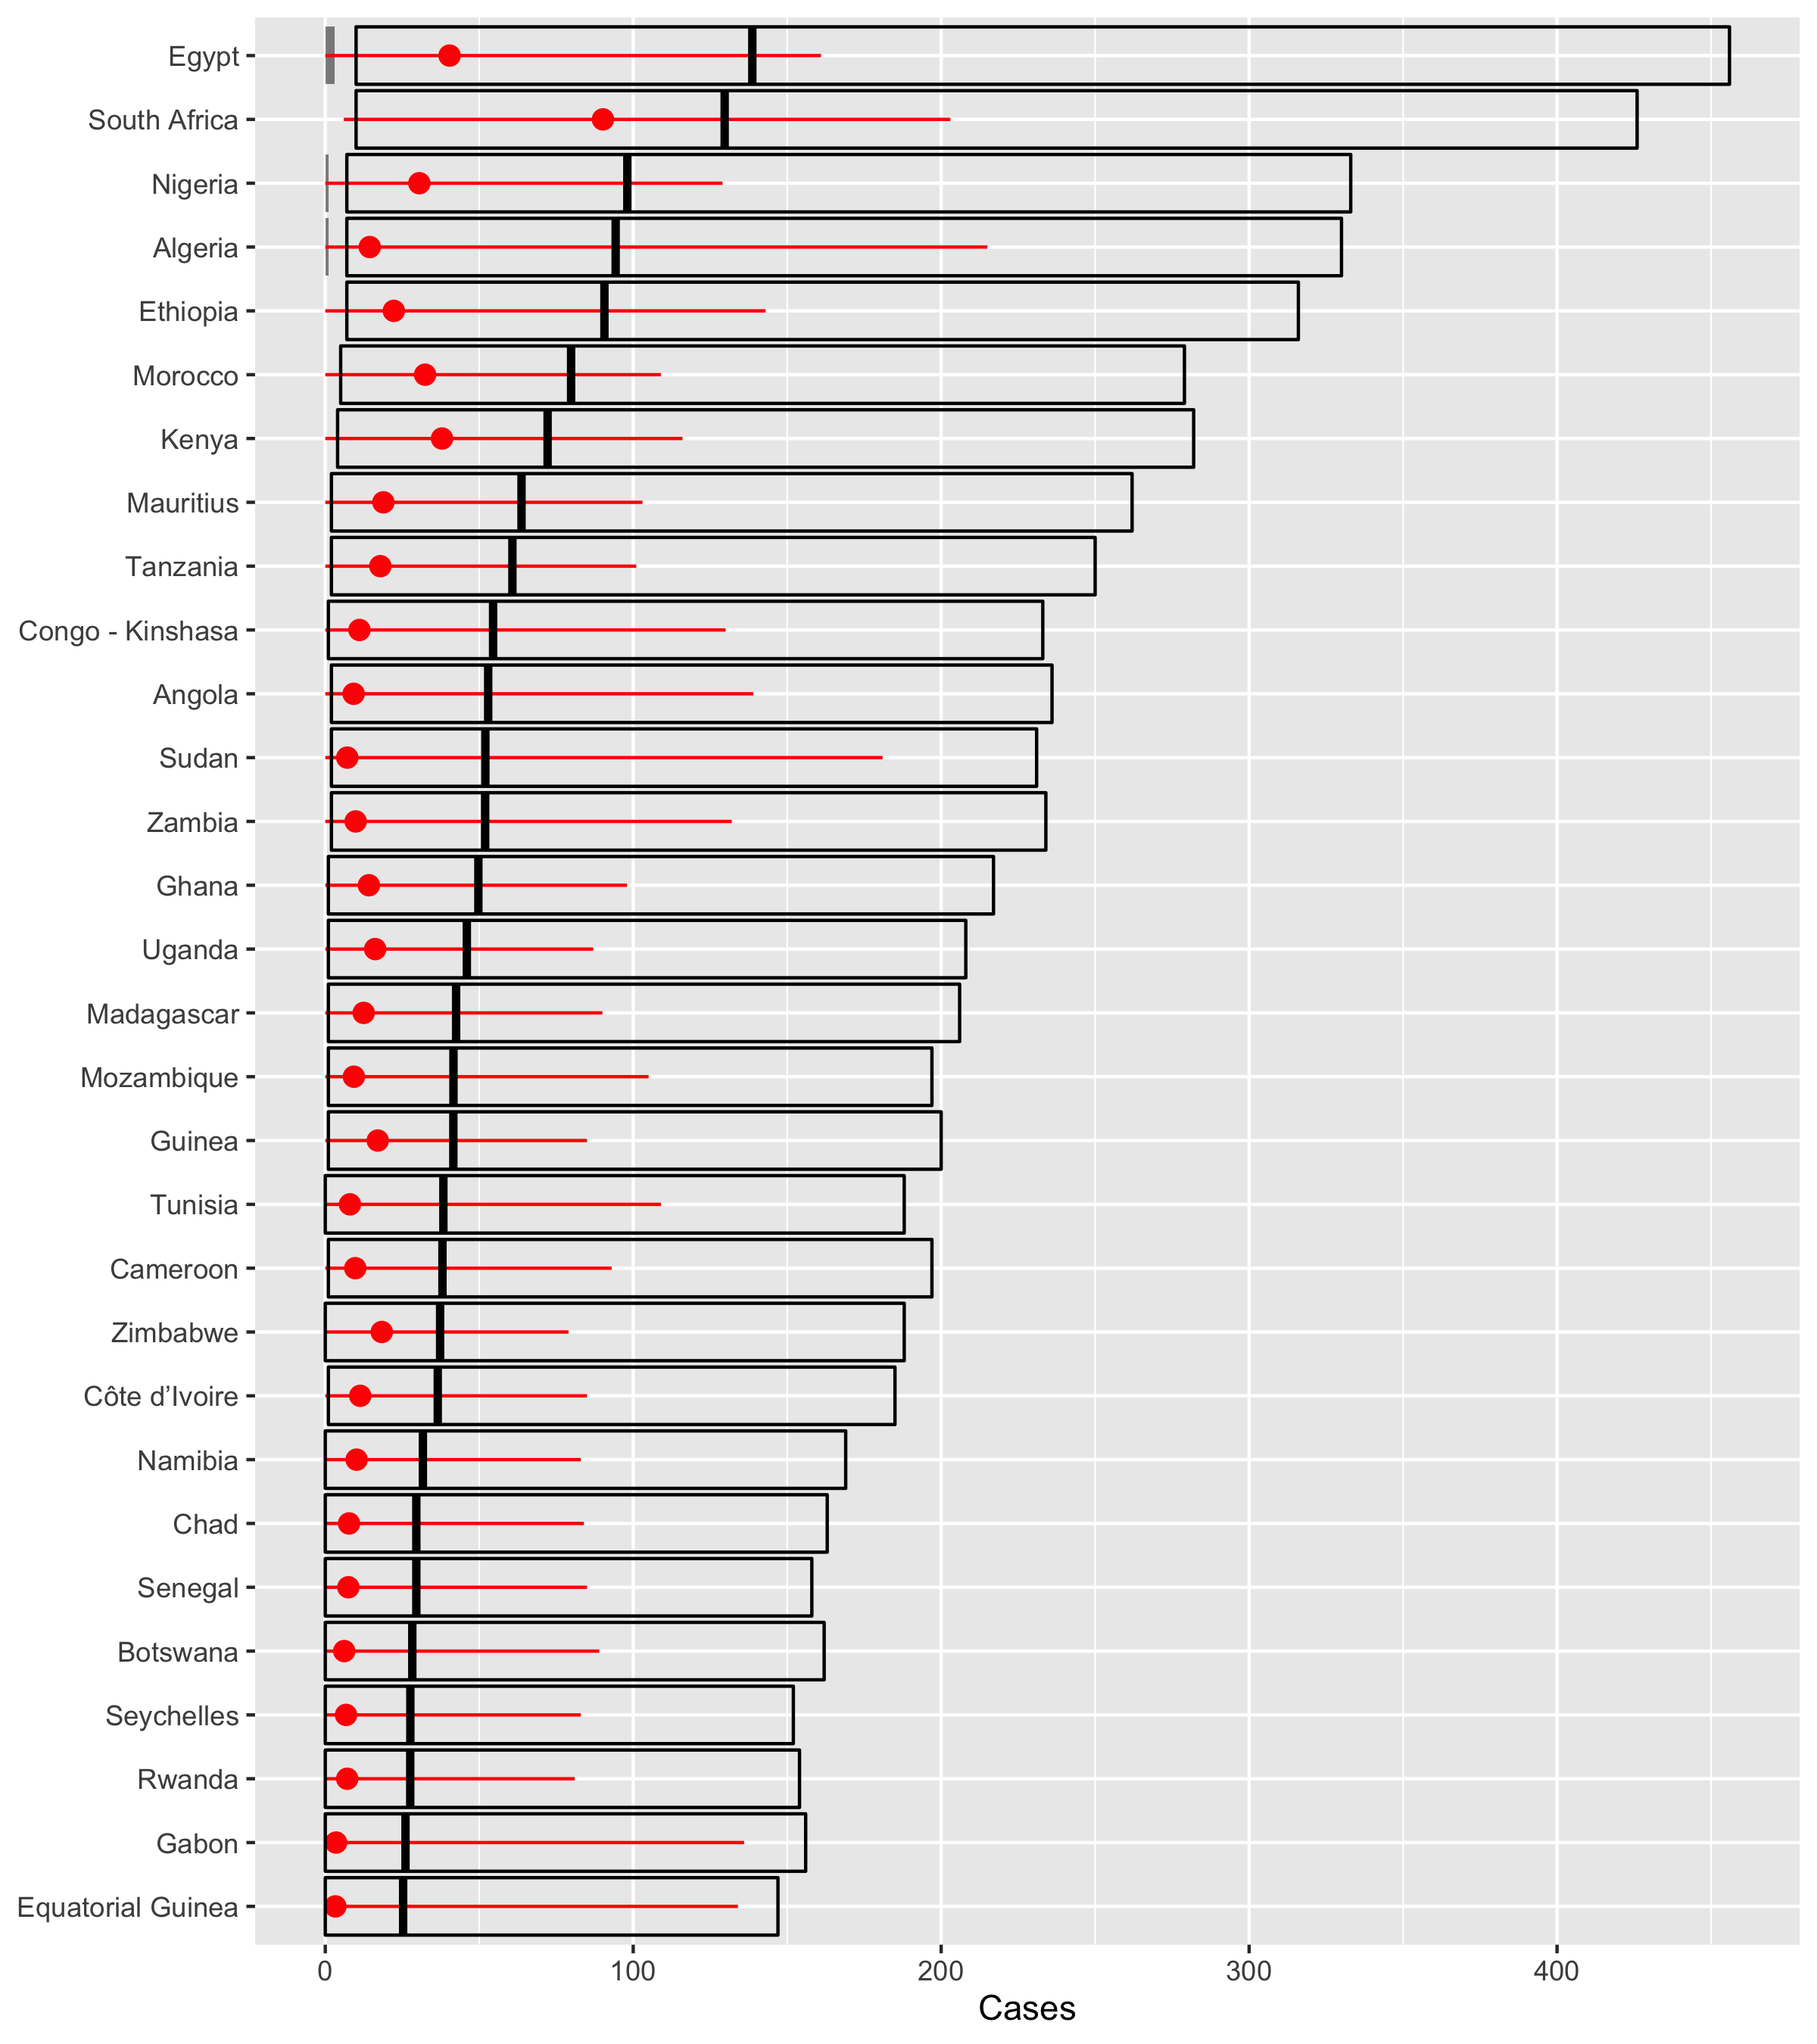 Egypt
South Africa
Nigeria
Algeria
Ethiopia
Morocco
Kenya
Mauritius
Tanzania
Congo - Kinshasa
Angola
Sudan
Zambia
Ghana
Uganda
Madagascar
Mozambique
Guinea
Tunisia
Cameroon
Zimbabwe
Côte d’Ivoire
Namibia
Chad
Senegal
Botswana
Seychelles
Rwanda
Gabon
Equatorial Guinea
0 100 200 300 400
Cases